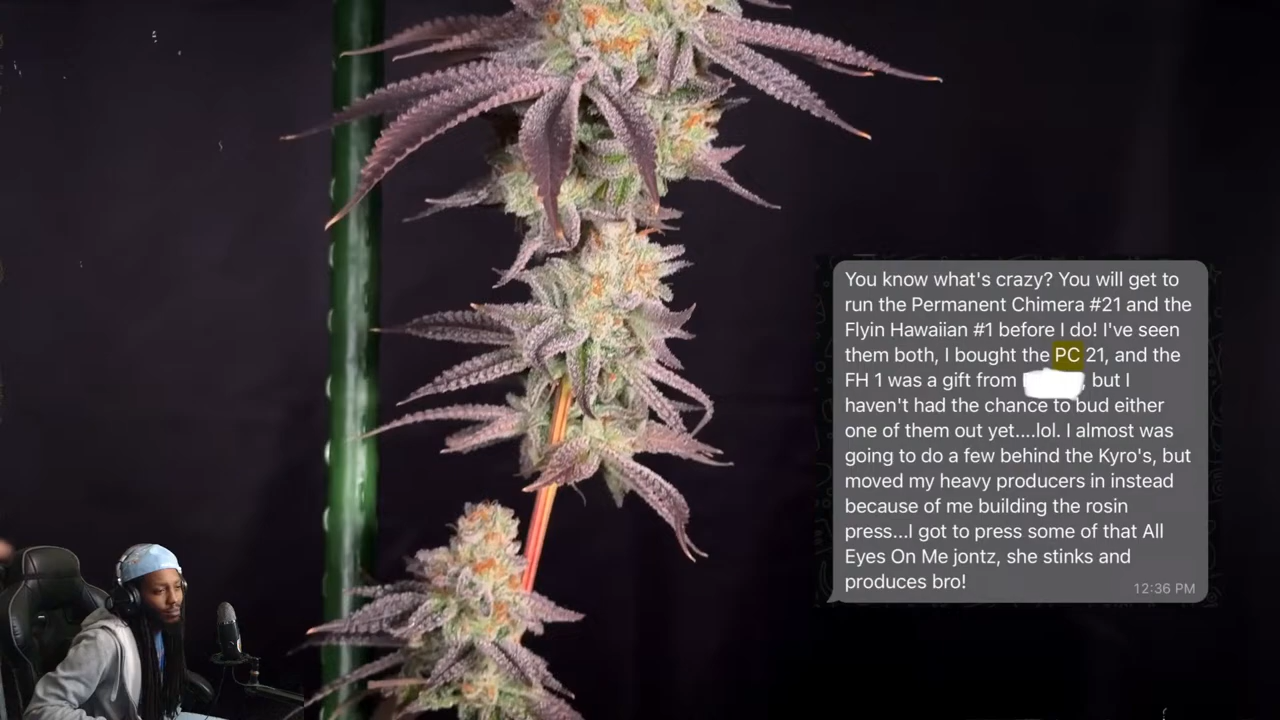 You know what's crazy? You will get to
run the Permanent Chimera #21 and the
Flyin Hawaiian #1 before I do! I've seen
them both, I bought the PC 21, and the
FH 1 was a gift from , but I
haven't had the chance to bud either
one of them out yet....lol. I almost was
going to do a few behind the Kyro's, but
moved my heavy producers in instead
because of me building the rosin
press...I got to press some of that All
Eyes On Me jontz, she stinks and
produces bro!
12:36 PM